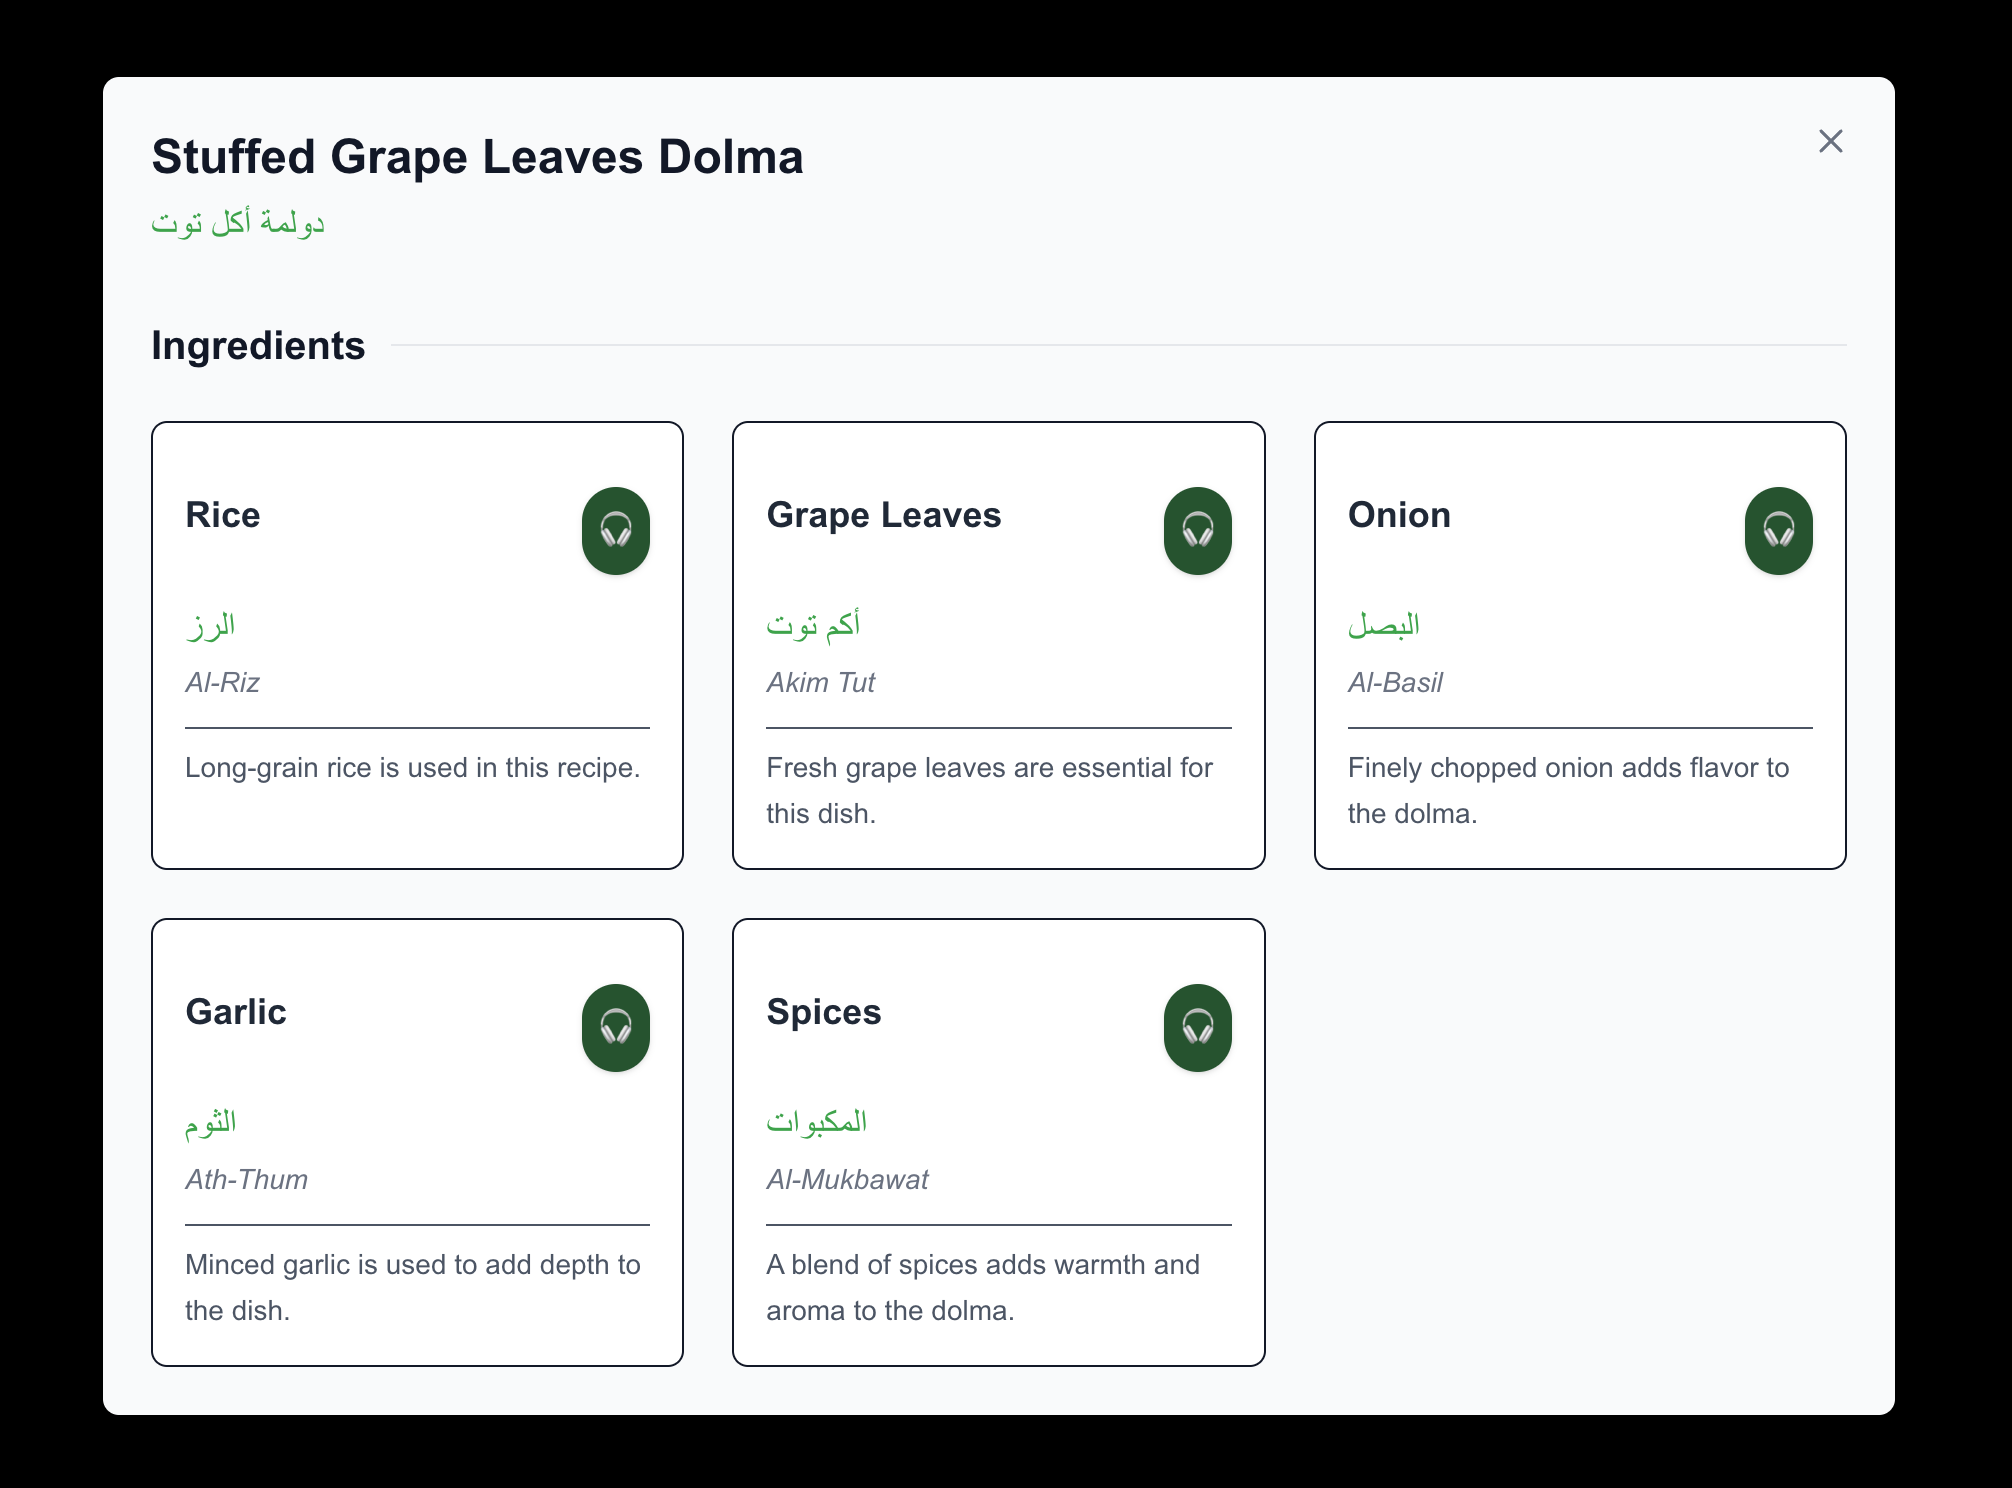 Stuffed Grape Leaves Dolma
دولمة أكل توت
Ingredients
Rice
الرز
Al-Riz
Long-grain rice is used in this recipe.
Grape Leaves
أكم توت
Akim Tut
Fresh grape leaves are essential for
this dish.
Onion
البصل
Al-Basil
Finely chopped onion adds flavor to
the dolma.
Garlic
الثوم
Ath-Thum
Minced garlic is used to add depth to
the dish.
Spices
المكبوات
Al-Mukbawat
A blend of spices adds warmth and
aroma to the dolma.